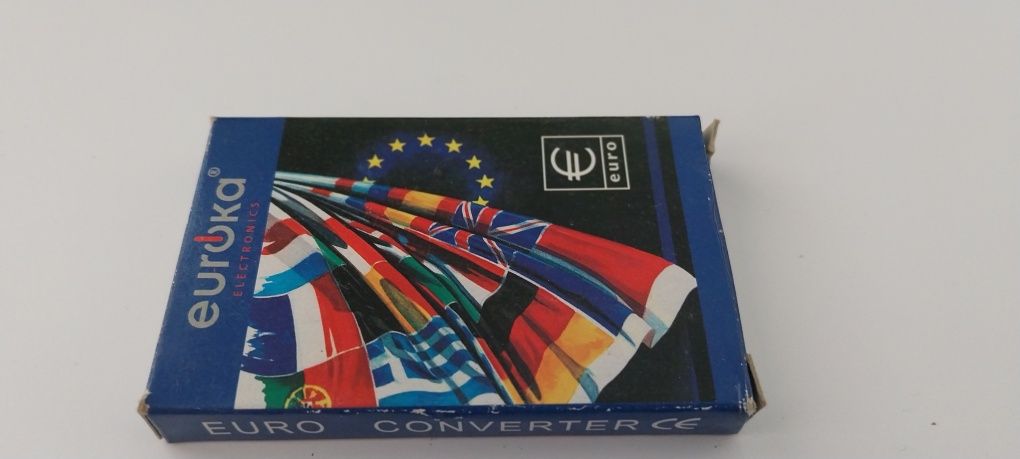 euroka®
ELECTRONICS
€
euro
EURO CONVERTER CE